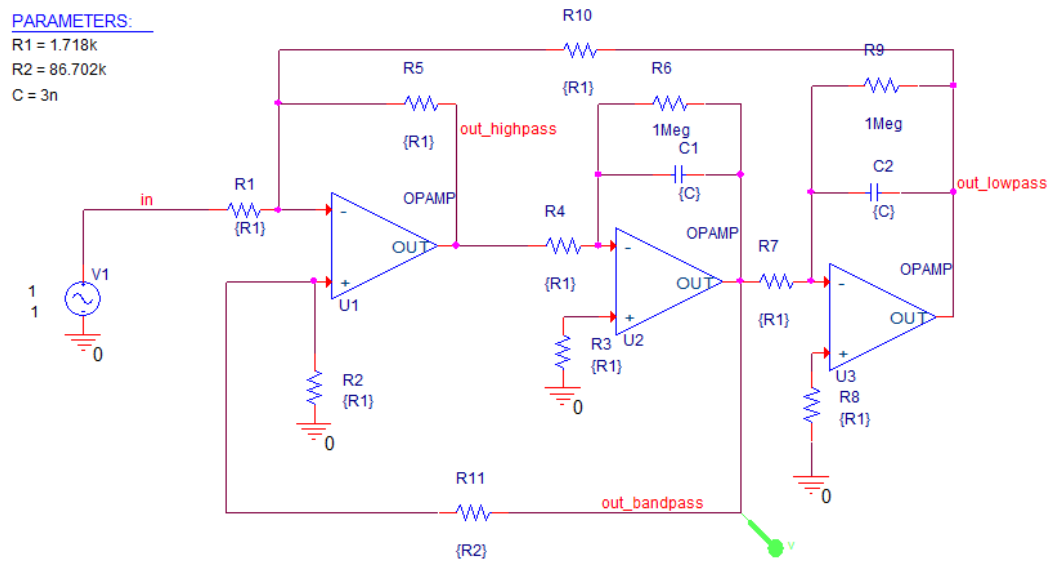 PARAMETERS:
R1 = 1.718k
R2 = 86.702k
C = 3n
R10
{R1}
R5
{R1}
out_highpass
R6
1Meg
C1
{C}
R9
1Meg
C2
{C}
out_lowpass
in
R1
{R1}
OPAMP
-
+
OUT
U1
R4
{R1}
OPAMP
-
+
OUT
U2
R7
{R1}
OPAMP
-
+
OUT
U3
1
1
V1
0
R2
{R1}
0
R3
{R1}
0
R8
{R1}
0
R11
{R2}
out_bandpass
v